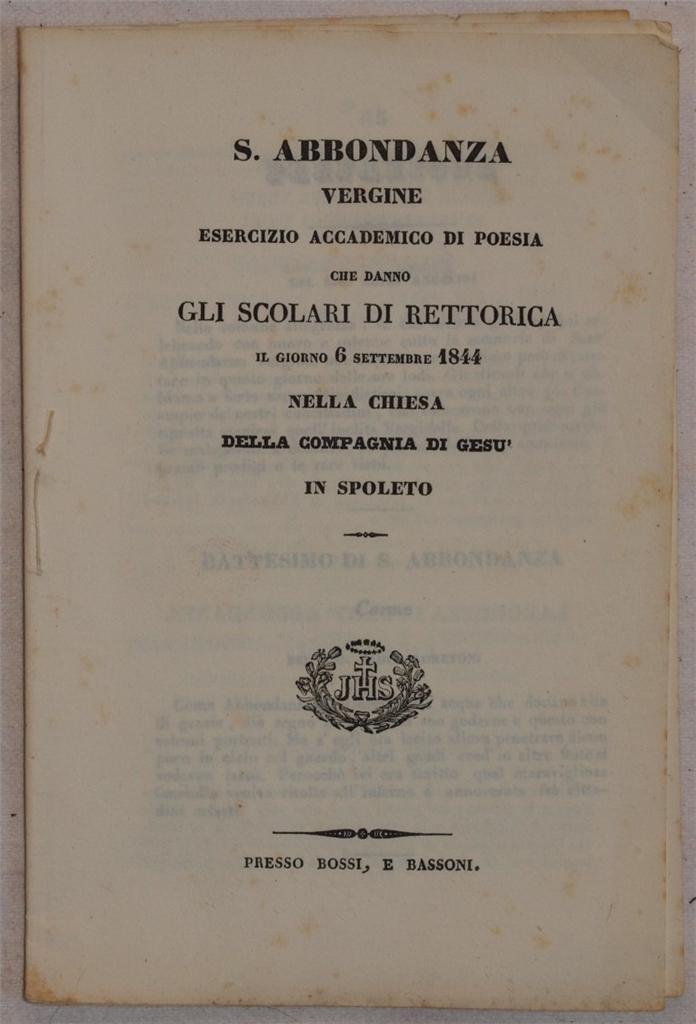 S. ABBONDANZA
VERGINE
ESERCIZIO ACCADEMICO DI POESIA
CHE DANNO
GLI SCOLARI DI RETTORICA
IL GIORNO 6 SETTEMBRE 1844
NELLA CHIESA
DELLA COMPAGNIA DI GESU'
IN SPOLETO
JHS
PRESSO BOSSI, E BASSONI.